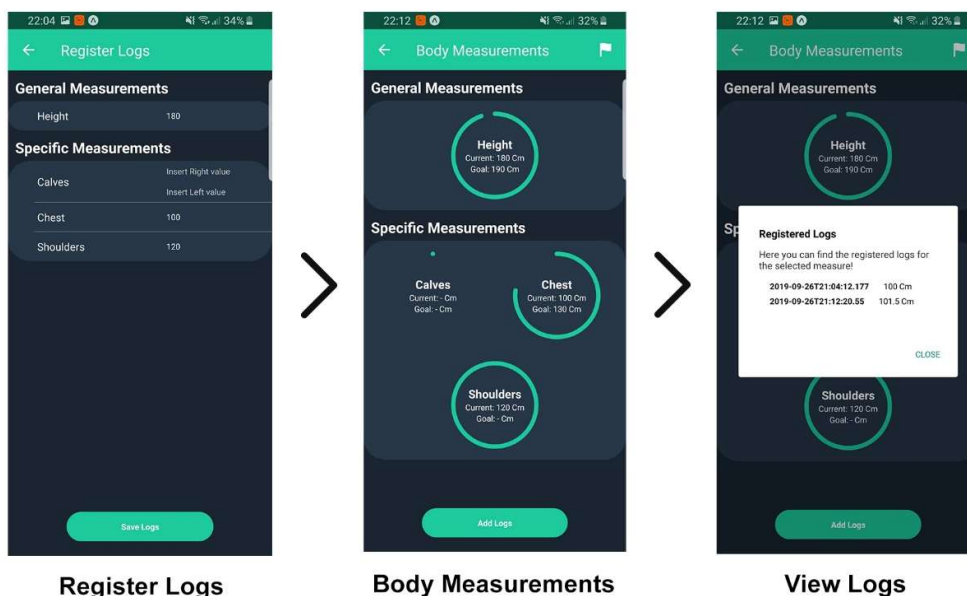 22:04 34%
Register Logs
General Measurements
Height 180
Specific Measurements
Calves
Insert Right value
Insert Left value
Chest 100
Shoulders 120
Save Logs
Register Logs
22:12 32%
Body Measurements
General Measurements
Height
Current: 180 Cm
Goal: 190 Cm
Specific Measurements
Calves
Current: - Cm
Goal: - Cm
Chest
Current: 100 Cm
Goal: 130 Cm
Shoulders
Current: 120 Cm
Goal: - Cm
Add Logs
Body Measurements
22:12 32%
Body Measurements
General Measurements
Height
Current: 180 Cm
Goal: 190 Cm
Sp
Registered Logs
Here you can find the registered logs for
the selected measure!
2019-09-26T21:04:12.177 100 Cm
2019-09-26T21:12:20.55 101.5 Cm
CLOSE
Shoulders
Current: 120 Cm
Goal: - Cm
Add Logs
View Logs